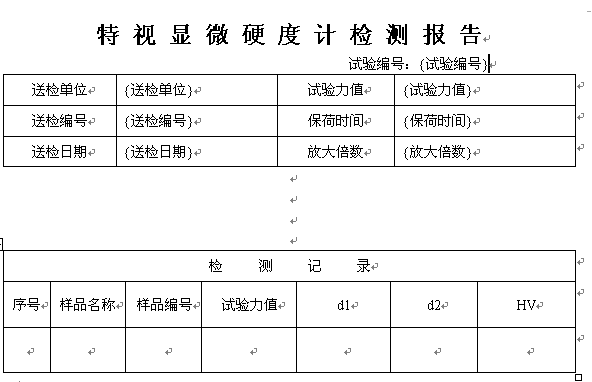 特视显微硬度计检测报告
试验编号：{试验编号}
送检单位 {送检单位} 试验力值 {试验力值}
送检编号 {送检编号} 保荷时间 {保荷时间}
送检日期 {送检日期} 放大倍数 {放大倍数}
检测记录
序号 样品名称 样品编号 试验力值 d1 d2 HV